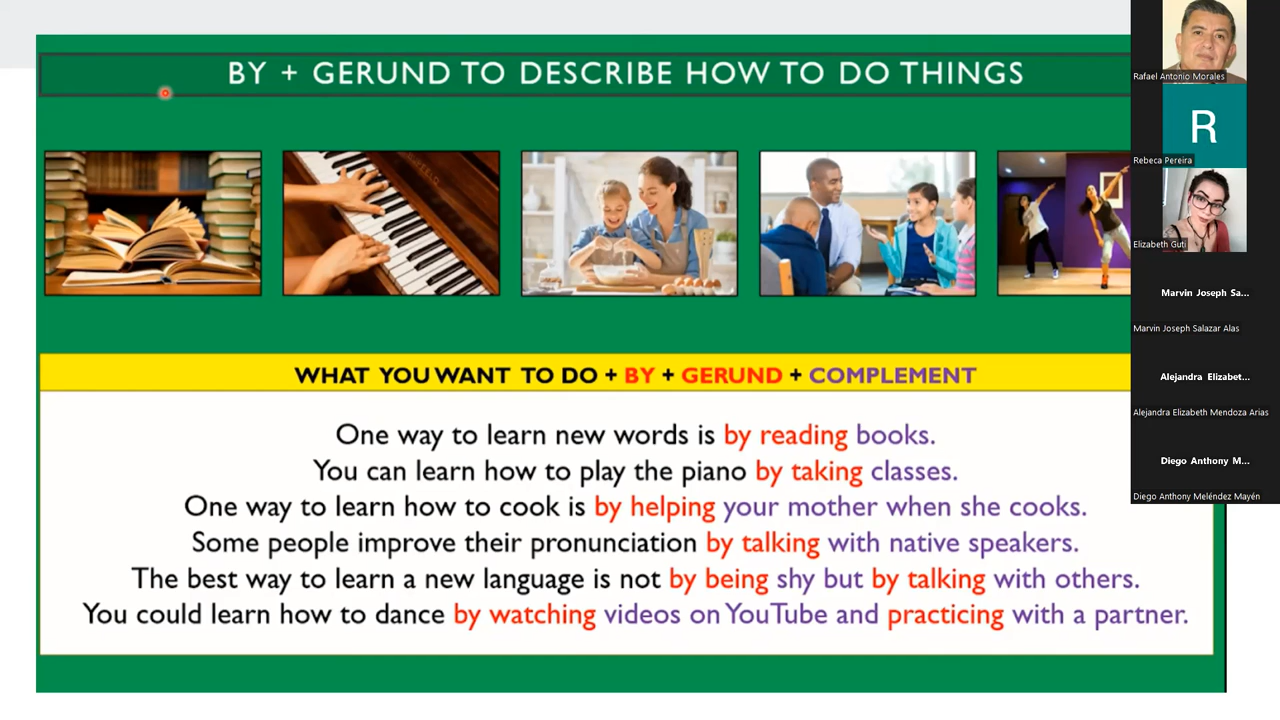 BY + GERUND TO DESCRIBE HOW TO DO THINGS
WHAT YOU WANT TO DO + BY + GERUND + COMPLEMENT
One way to learn new words is by reading books.
You can learn how to play the piano by taking classes.
One way to learn how to cook is by helping your mother when she cooks.
Some people improve their pronunciation by talking with native speakers.
The best way to learn a new language is not by being shy but by talking with others.
You could learn how to dance by watching videos on YouTube and practicing with a partner.
Rafael Antonio Morales
R
Rebeca Pereira
Elizabeth Guti
Marvin Joseph Sa...
Marvin Joseph Salazar Alas
Alejandra Elizabet...
Alejandra Elizabeth Mendoza Arias
Diego Anthony M...
Diego Anthony Meléndez Mayén